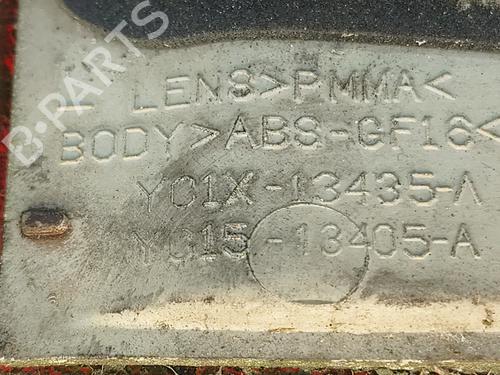 LENS>PMMA<
BODY>ABS-GF16<
YC1X-13435-A
YC15-13405-A
B-PARTS